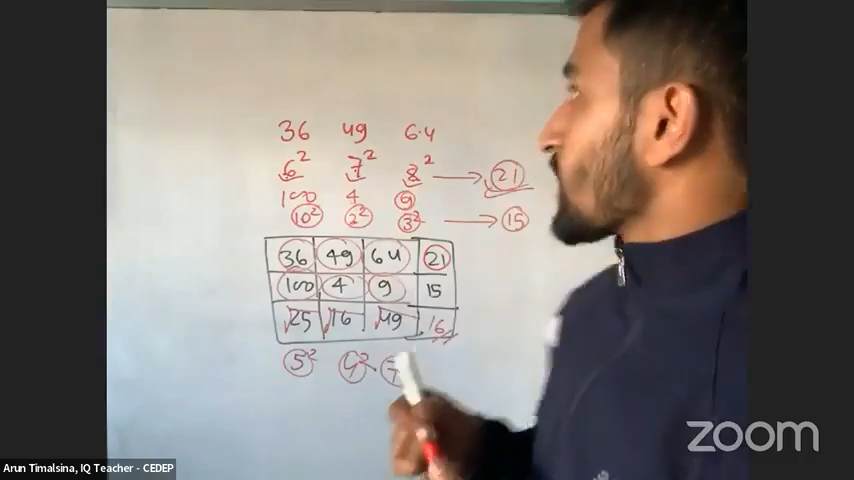 36 49 64
6² 7² 8² → 21
100 4 9
10² 2² 3² → 15
36 49 64 21
100 4 9 15
25 16 49 16
5² 4² 7
zoom
Arun Timalsina, IQ Teacher - CEDEP